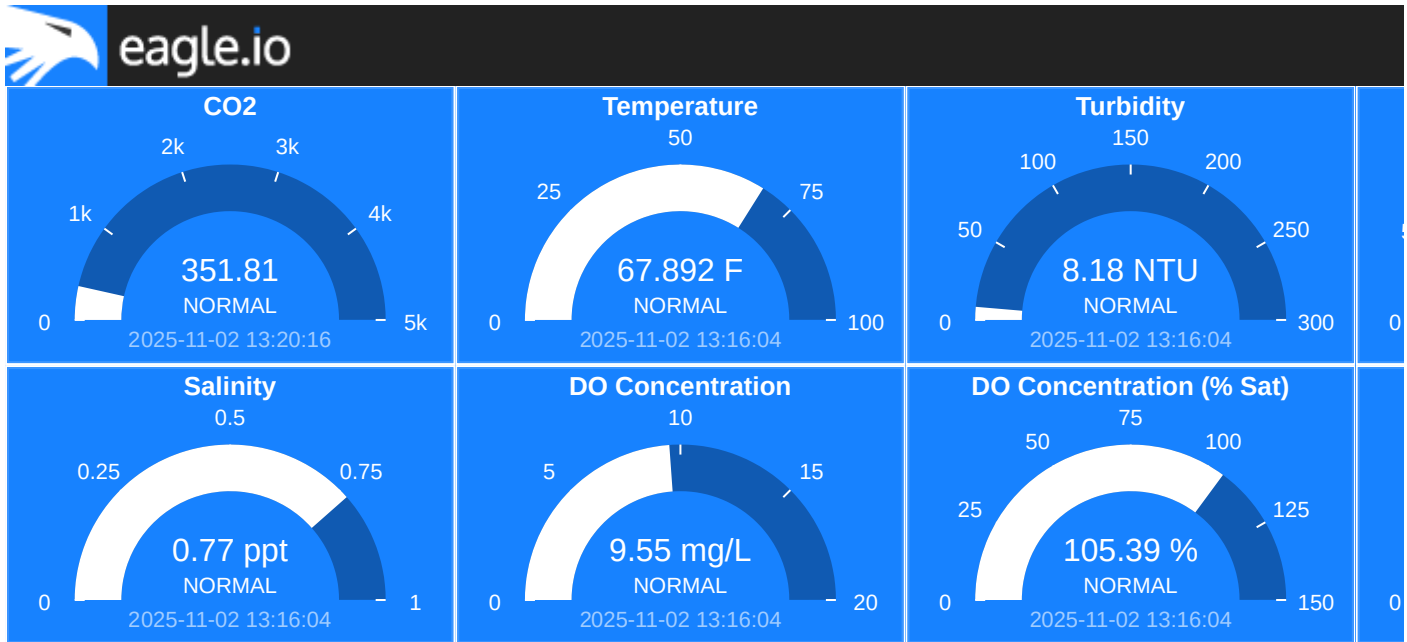 eagle.io
CO2
0
1k
2k
3k
4k
5k
351.81
NORMAL
2025-11-02 13:20:16
Temperature
0
25
50
75
100
67.892 F
NORMAL
2025-11-02 13:16:04
Turbidity
0
50
100
150
200
250
300
8.18 NTU
NORMAL
2025-11-02 13:16:04
0
Salinity
0
0.25
0.5
0.75
1
0.77 ppt
NORMAL
2025-11-02 13:16:04
DO Concentration
0
5
10
15
20
9.55 mg/L
NORMAL
2025-11-02 13:16:04
DO Concentration (% Sat)
0
25
50
75
100
125
150
105.39 %
NORMAL
2025-11-02 13:16:04
0